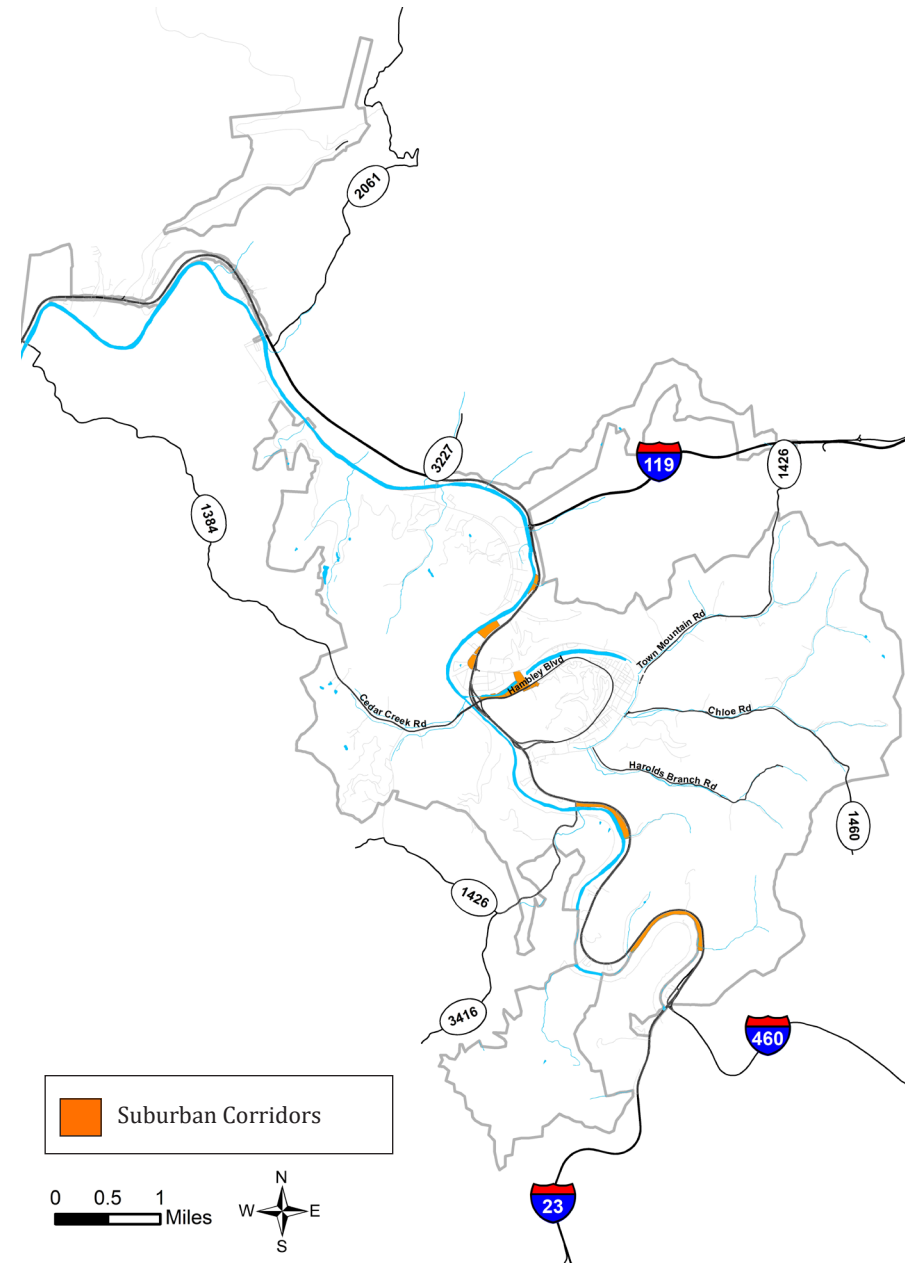 2061
3227
119
1426
1384
Town Mountain Rd
Hambley Blvd
Cedar Creek Rd
Chloe Rd
Harolds Branch Rd
1460
1426
3416
460
Suburban Corridors
23
N
W E
S
0 0.5 1
Miles